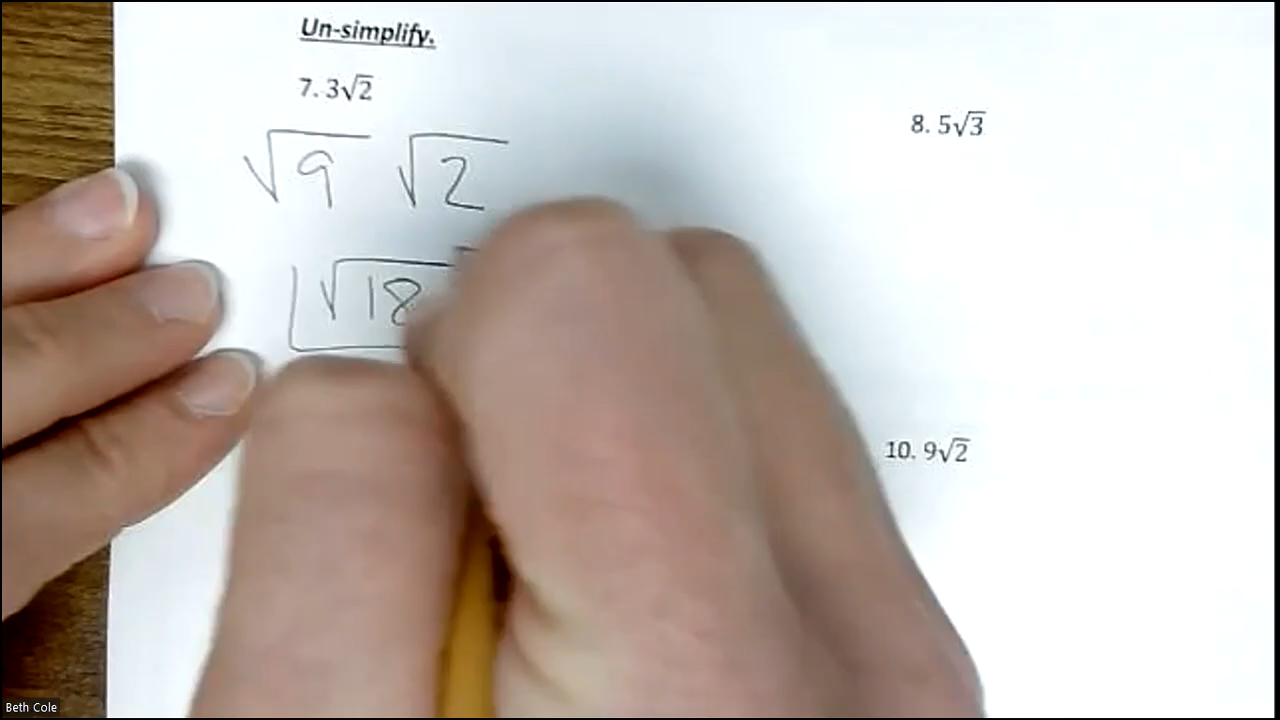 Un-simplify.
7. 3√2
8. 5√3
√9 √2
√18
10. 9√2
Beth Cole